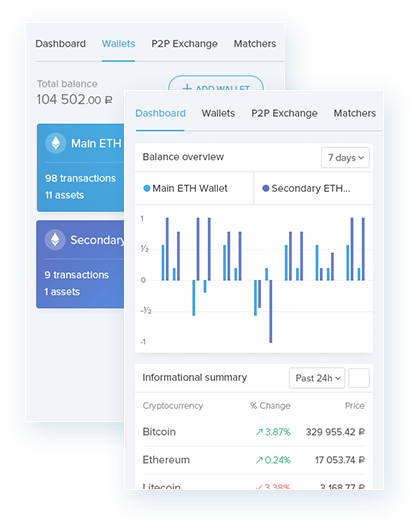 Dashboard Wallets P2P Exchange Matchers
Total balance
104 502.00 ₽
+ ADD WALLET
Main ETH
98 transactions
11 assets
Secondary
9 transactions
1 assets
Dashboard Wallets P2P Exchange Matchers
Balance overview 7 days
Main ETH Wallet Secondary ETH...
1
½
0
-½
-1
Informational summary Past 24h
Cryptocurrency % Change Price
Bitcoin 3.87% 329 955.42 ₽
Ethereum 0.24% 17 053.74 ₽
Litecoin 3.38% 3 168.77 ₽